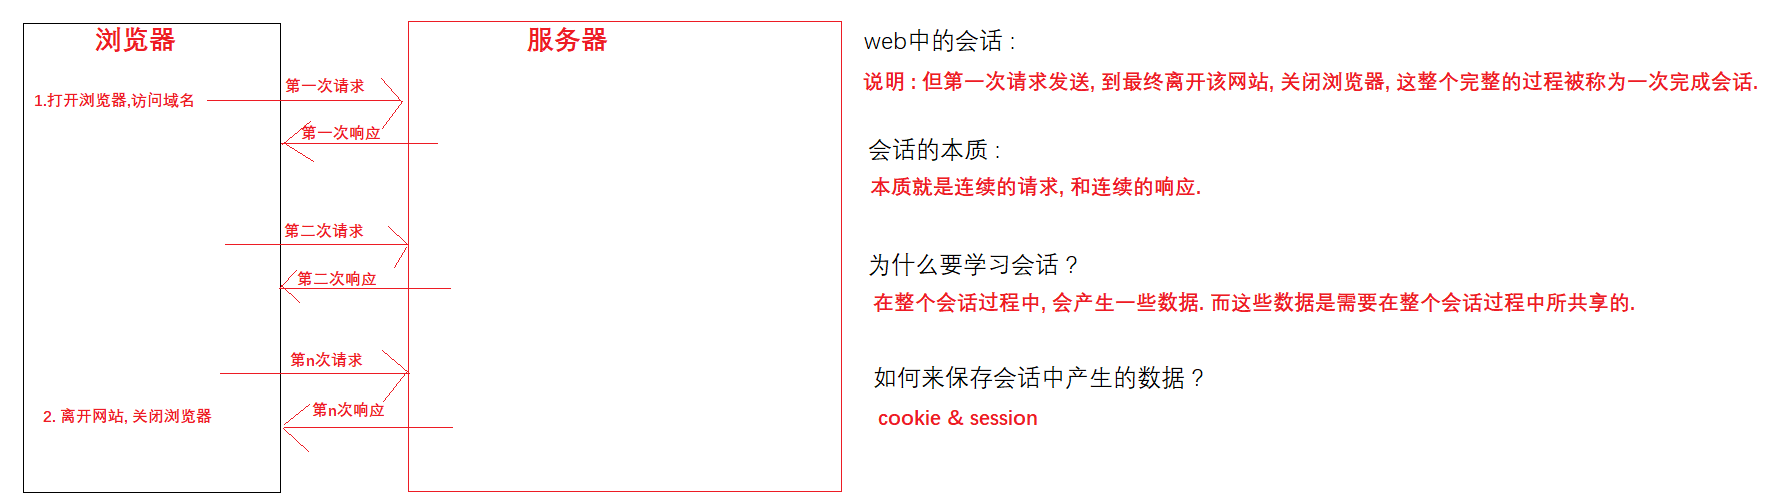 浏览器
服务器
第一次请求
1.打开浏览器,访问域名
第一次响应
第二次请求
第二次响应
第n次请求
第n次响应
2. 离开网站, 关闭浏览器
web中的会话 :
说明 : 但第一次请求发送, 到最终离开该网站, 关闭浏览器, 这整个完整的过程被称为一次完成会话.
会话的本质 :
本质就是连续的请求, 和连续的响应.
为什么要学习会话 ?
在整个会话过程中, 会产生一些数据. 而这些数据是需要在整个会话过程中所共享的.
如何来保存会话中产生的数据 ?
cookie & session